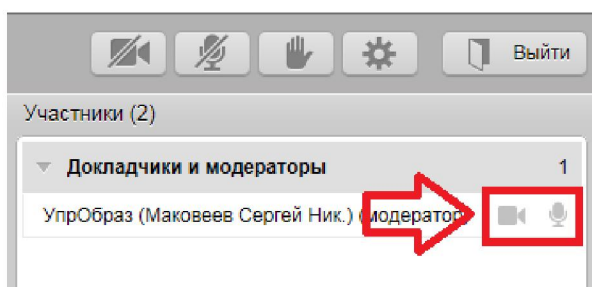 Выйти
Участники (2)
Докладчики и модераторы 1
УпрОбраз (Маковеев Сергей Ник.) (модератор